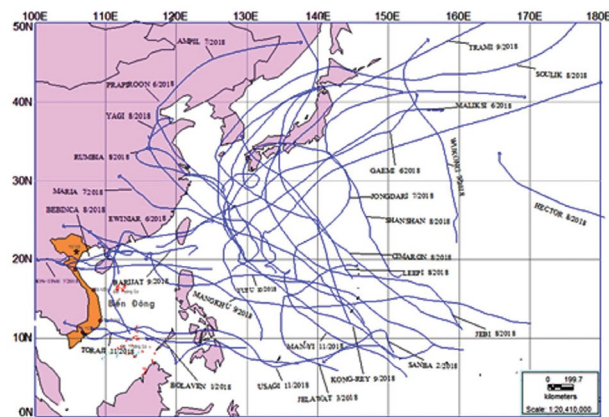 100E 110E 120E 130E 140E 150E 160E 170E 180E
50N
AMPIL 7/2018
TRAMI 9/2018
SOULIK 8/2018
PRAPIROON 6/2018
40N
MALIKSI 6/2018
YAGI 8/2018
RUMBIA 8/2018
GAEMI 6/2018
30N
MARIA 7/2018
JONGDARI 7/2018
HECTOR 8/2018
BEBINCA 8/2018
EWINIAR 6/2018
SHANSHAN 8/2018
CIMARON 8/2018
20N
LEEPI 8/2018
BARIJAT 9/2018
MANGKHU 9/2018
YUTU 10/2018
Biển Đông
JEBI 8/2018
10N
TORAJI 11/2018
MAN-YI 11/2018
SANBA 2/2018
KONG-REY 9/2018
BOLAVEN 1/2018
USAGI 11/2018
JELAWAT 3/2018
0 199.7
kilometers
Scale: 1:20,410,000
0N